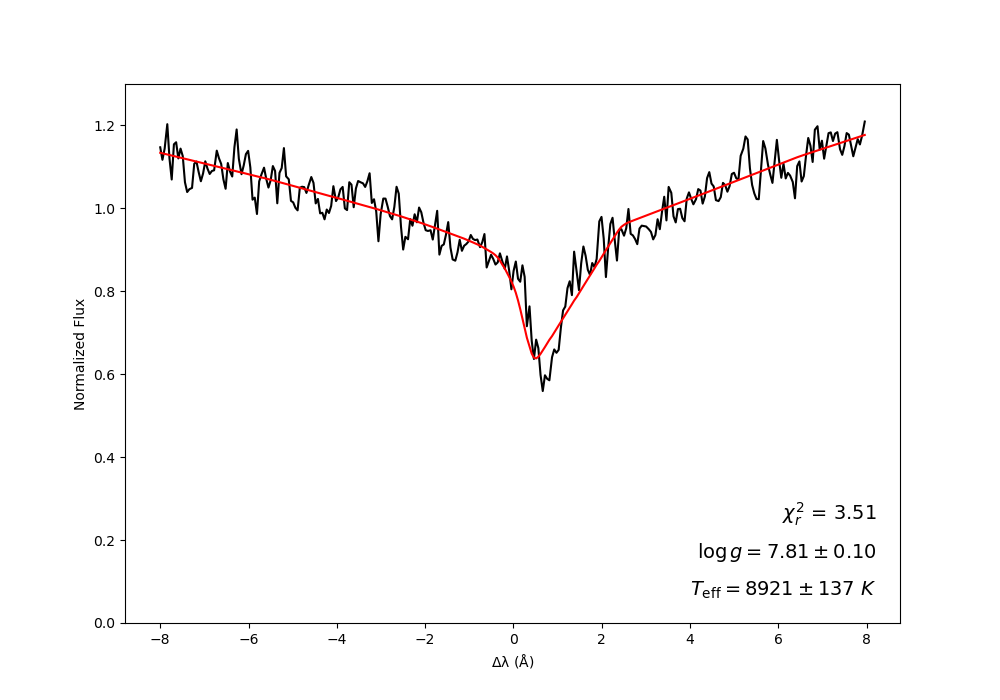 1.2
1.0
0.8
0.6
0.4
0.2
0.0
Normalized Flux
χ²ᵣ = 3.51
log g = 7.81 ± 0.10
T_eff = 8921 ± 137 K
−8 −6 −4 −2 0 2 4 6 8
Δλ (Å)